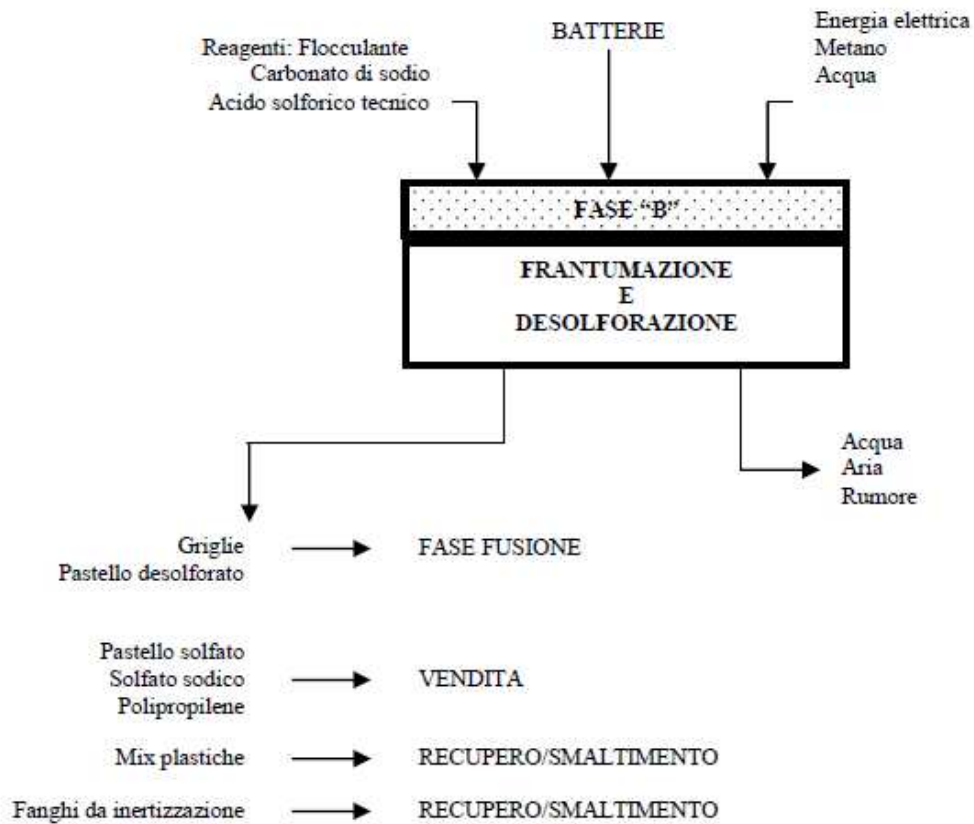 Reagenti: Flocculante
Carbonato di sodio
Acido solforico tecnico
BATTERIE
Energia elettrica
Metano
Acqua
FASE “B”
FRANTUMAZIONE
E
DESOLFORAZIONE
Acqua
Aria
Rumore
Griglie
Pastello desolforato
FASE FUSIONE
Pastello solfato
Solfato sodico
Polipropilene
VENDITA
Mix plastiche
RECUPERO/SMALTIMENTO
Fanghi da inertizzazione
RECUPERO/SMALTIMENTO